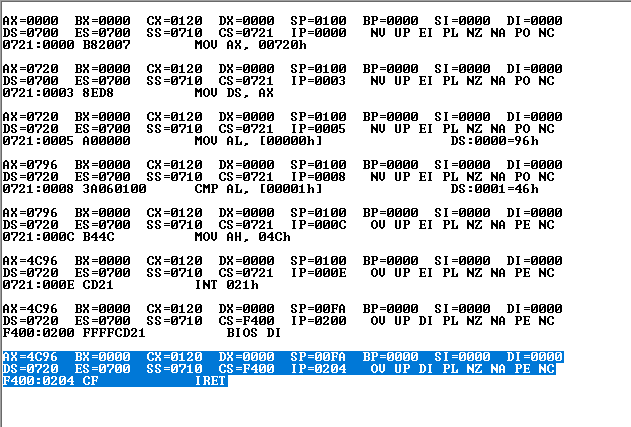 AX=0000 BX=0000 CX=0120 DX=0000 SP=0100 BP=0000 SI=0000 DI=0000
DS=0700 ES=0700 SS=0710 CS=0721 IP=0000 NV UP EI PL NZ NA PO NC
0721:0000 B82007 MOV AX, 00720h
AX=0720 BX=0000 CX=0120 DX=0000 SP=0100 BP=0000 SI=0000 DI=0000
DS=0700 ES=0700 SS=0710 CS=0721 IP=0003 NV UP EI PL NZ NA PO NC
0721:0003 8ED8 MOV DS, AX
AX=0720 BX=0000 CX=0120 DX=0000 SP=0100 BP=0000 SI=0000 DI=0000
DS=0720 ES=0700 SS=0710 CS=0721 IP=0005 NV UP EI PL NZ NA PO NC
0721:0005 A00000 MOV AL, [00000h] DS:0000=96h
AX=0796 BX=0000 CX=0120 DX=0000 SP=0100 BP=0000 SI=0000 DI=0000
DS=0720 ES=0700 SS=0710 CS=0721 IP=0008 NV UP EI PL NZ NA PO NC
0721:0008 3A060100 CMP AL, [00001h] DS:0001=46h
AX=0796 BX=0000 CX=0120 DX=0000 SP=0100 BP=0000 SI=0000 DI=0000
DS=0720 ES=0700 SS=0710 CS=0721 IP=000C OV UP EI PL NZ NA PE NC
0721:000C B44C MOV AH, 04Ch
AX=4C96 BX=0000 CX=0120 DX=0000 SP=0100 BP=0000 SI=0000 DI=0000
DS=0720 ES=0700 SS=0710 CS=0721 IP=000E OV UP EI PL NZ NA PE NC
0721:000E CD21 INT 021h
AX=4C96 BX=0000 CX=0120 DX=0000 SP=00FA BP=0000 SI=0000 DI=0000
DS=0720 ES=0700 SS=0710 CS=F400 IP=0200 OV UP DI PL NZ NA PE NC
F400:0200 FFFFCD21 BIOS DI
AX=4C96 BX=0000 CX=0120 DX=0000 SP=00FA BP=0000 SI=0000 DI=0000
DS=0720 ES=0700 SS=0710 CS=F400 IP=0204 OV UP DI PL NZ NA PE NC
F400:0204 CF IRET